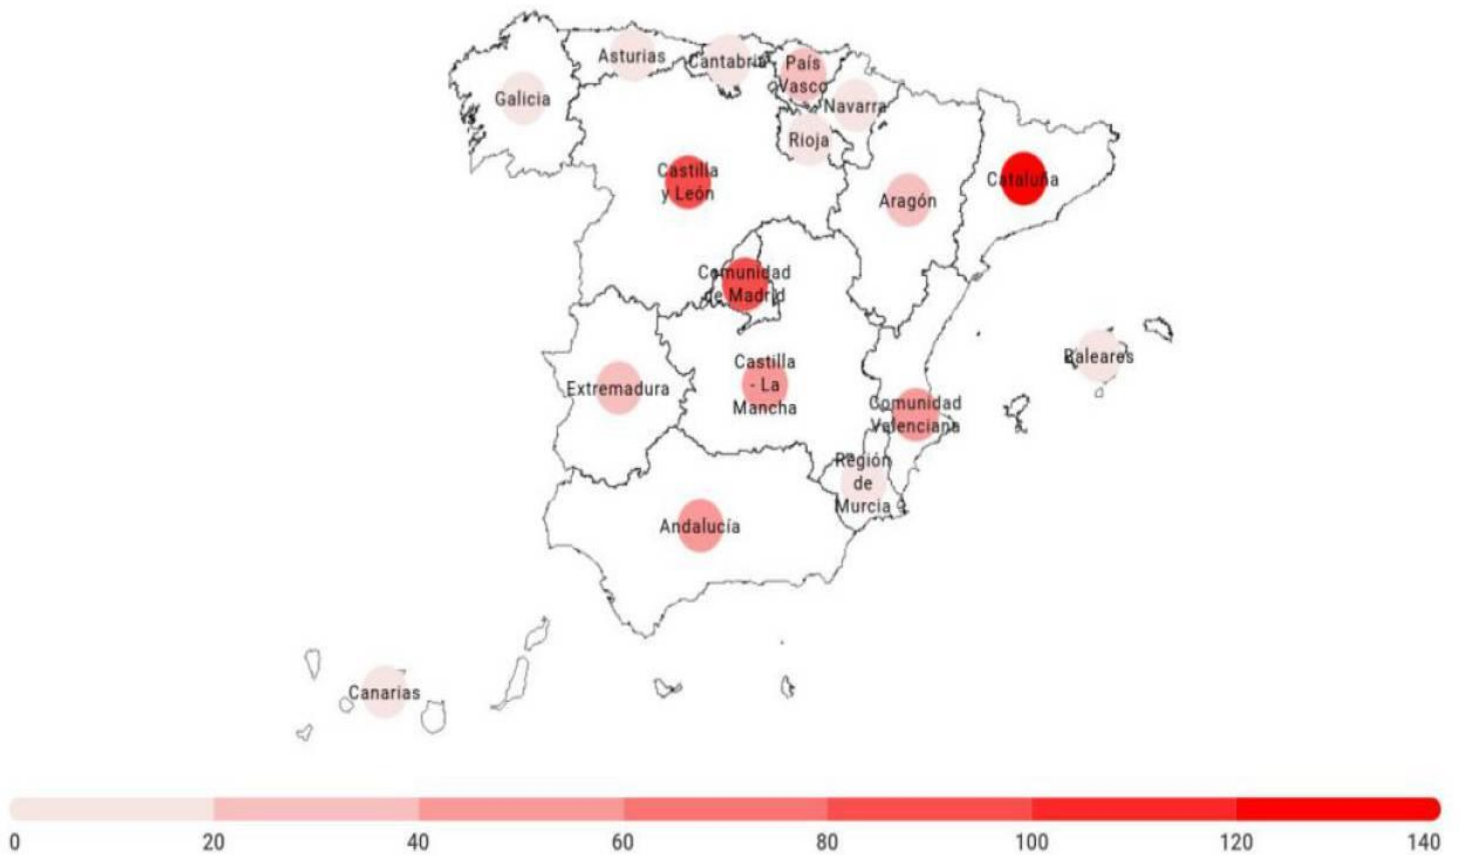 Asturias
Cantabria
País
Vasco
Galicia
Navarra
Rioja
Castilla
y León
Aragón
Cataluña
Comunidad
de Madrid
Baleares
Castilla
- La
Mancha
Extremadura
Comunidad
Valenciana
Región
de
Murcia
Andalucía
Canarias
0 20 40 60 80 100 120 140